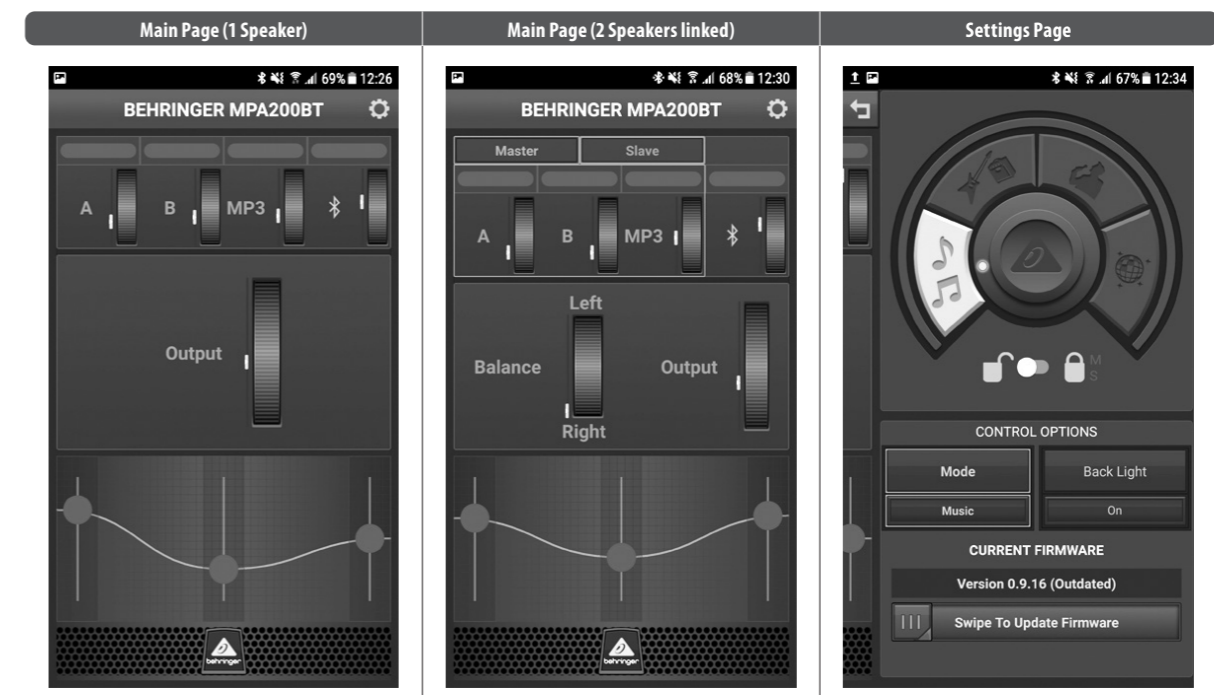 Main Page (1 Speaker)
69% 12:26
BEHRINGER MPA200BT
A B MP3
Output
behringer
Main Page (2 Speakers linked)
68% 12:30
BEHRINGER MPA200BT
Master Slave
A B MP3
Left
Balance Output
Right
behringer
Settings Page
67% 12:34
M
S
CONTROL OPTIONS
Mode Back Light
Music On
CURRENT FIRMWARE
Version 0.9.16 (Outdated)
Swipe To Update Firmware